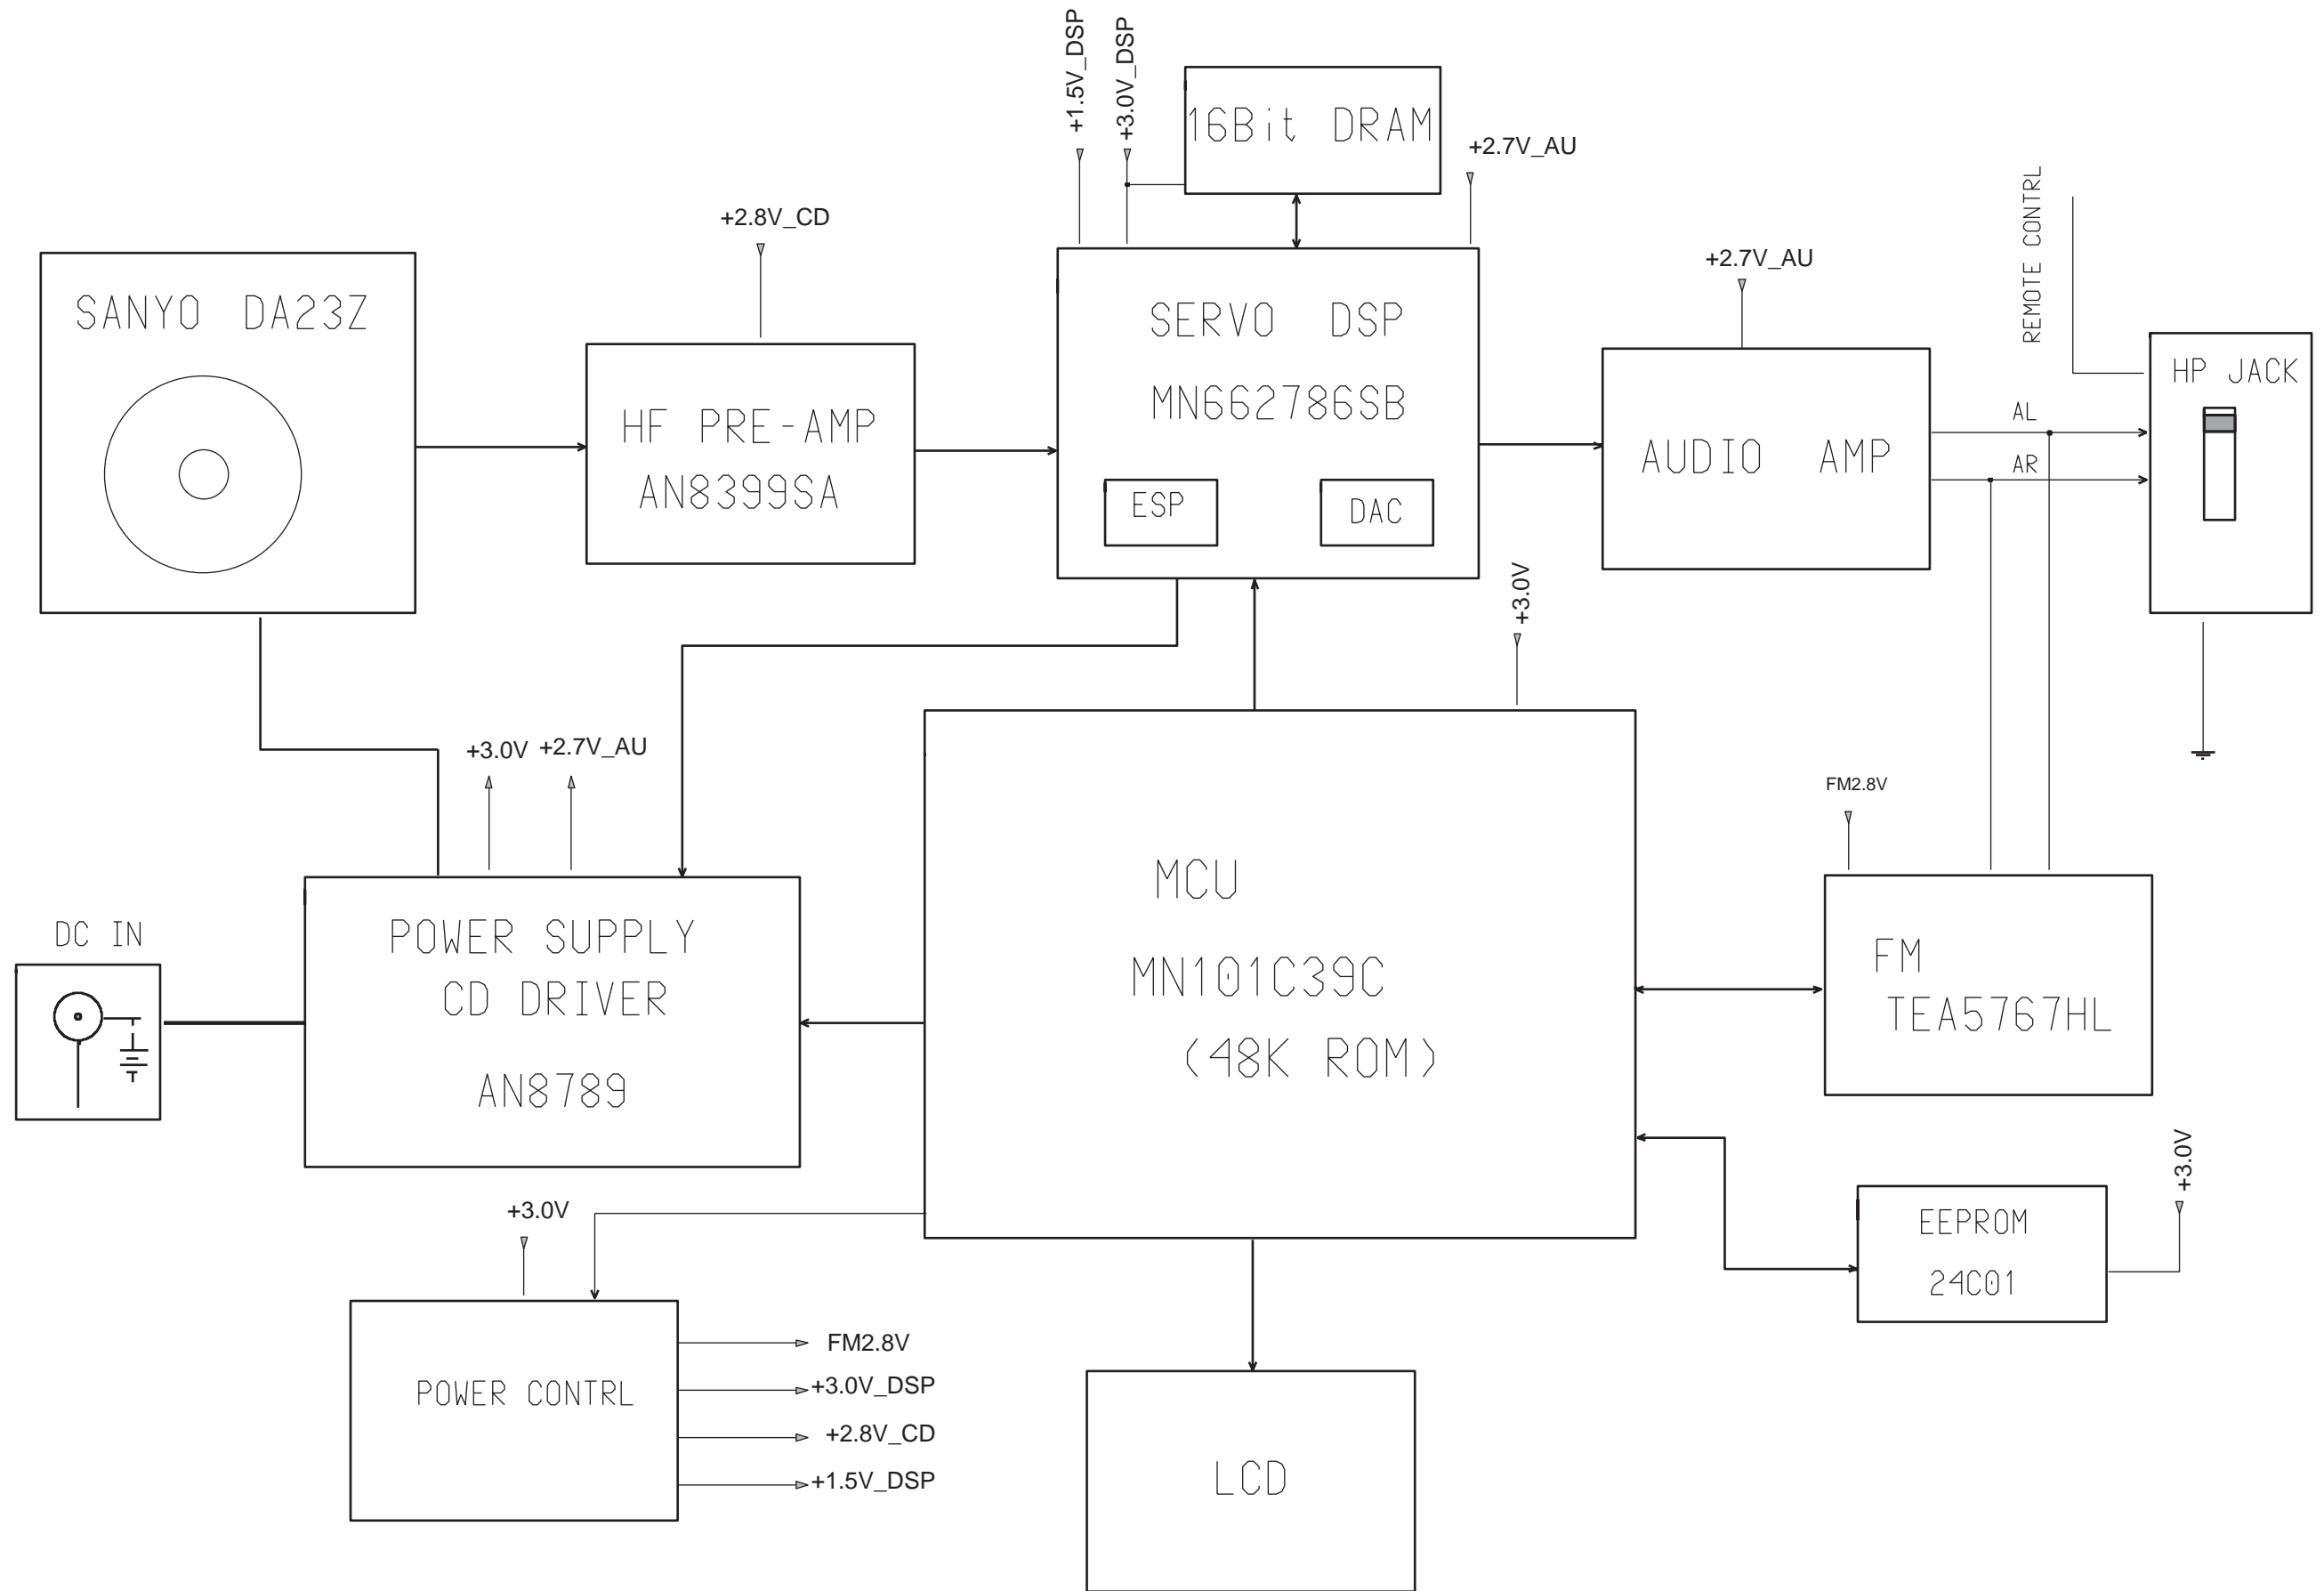 +1.5V_DSP
+3.0V_DSP
16Bit DRAM
+2.7V_AU
+2.8V_CD
REMOTE CONTRL
+2.7V_AU
SANYO DA23Z
HF PRE-AMP
AN8399SA
SERVO DSP
MN662786SB
ESP
DAC
AUDIO AMP
AL
AR
HP JACK
+3.0V
+3.0V
+2.7V_AU
FM2.8V
DC IN
POWER SUPPLY
CD DRIVER
AN8789
MCU
MN101C39C
(48K ROM)
FM
TEA5767HL
+3.0V
EEPROM
24C01
+3.0V
POWER CONTRL
FM2.8V
+3.0V_DSP
+2.8V_CD
+1.5V_DSP
LCD